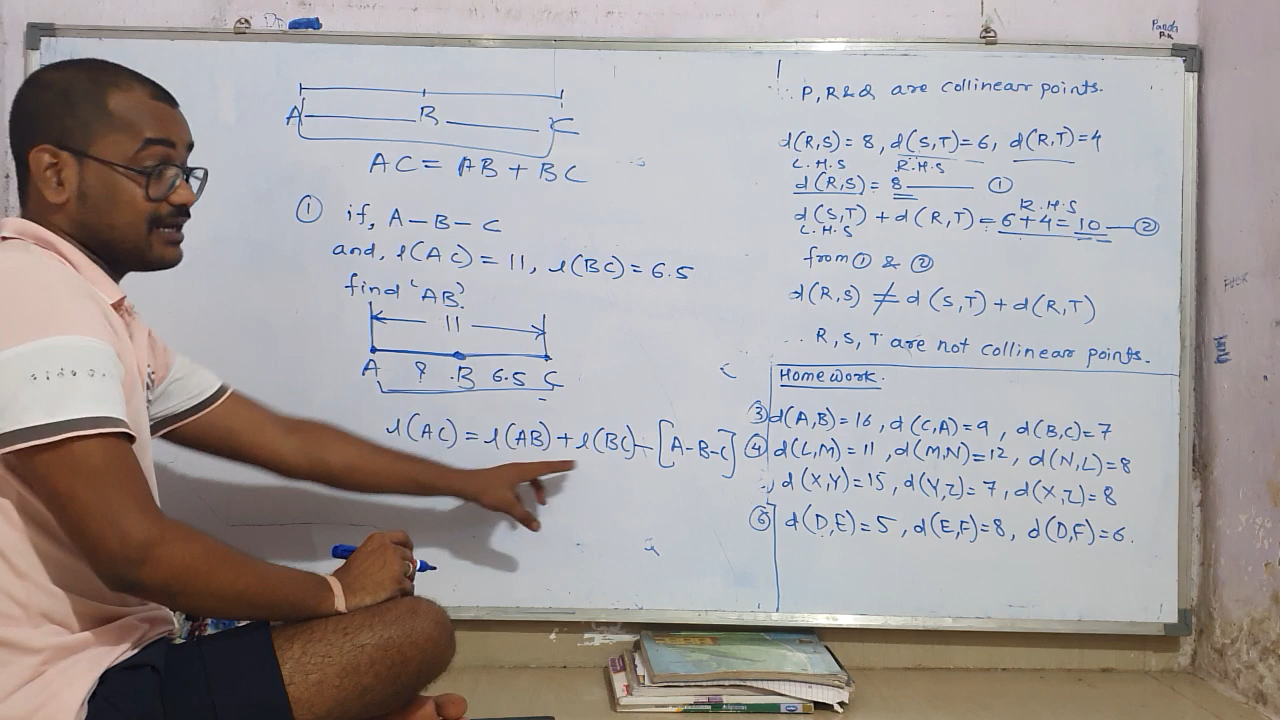 A B C
AC = AB + BC
① if, A - B - C
and, l(AC) = 11, l(BC) = 6.5
find 'AB'.
11
A ? B 6.5 C
l(AC) = l(AB) + l(BC) - [A-B-C]
P, R & Q are collinear points.
d(R,S) = 8, d(S,T) = 6, d(R,T) = 4
L.H.S R.H.S
d(R,S) = 8 ——— ①
R.H.S
d(S,T) + d(R,T) = 6 + 4 = 10 — ②
L.H.S
from ① & ②
d(R,S) ≠ d(S,T) + d(R,T)
∴ R, S, T are not collinear points.
Home work.
③ d(A,B) = 16, d(C,A) = 9, d(B,C) = 7
④ d(L,M) = 11, d(M,N) = 12, d(N,L) = 8
d(X,Y) = 15, d(Y,Z) = 7, d(X,Z) = 8
⑥ d(D,E) = 5, d(E,F) = 8, d(D,F) = 6.